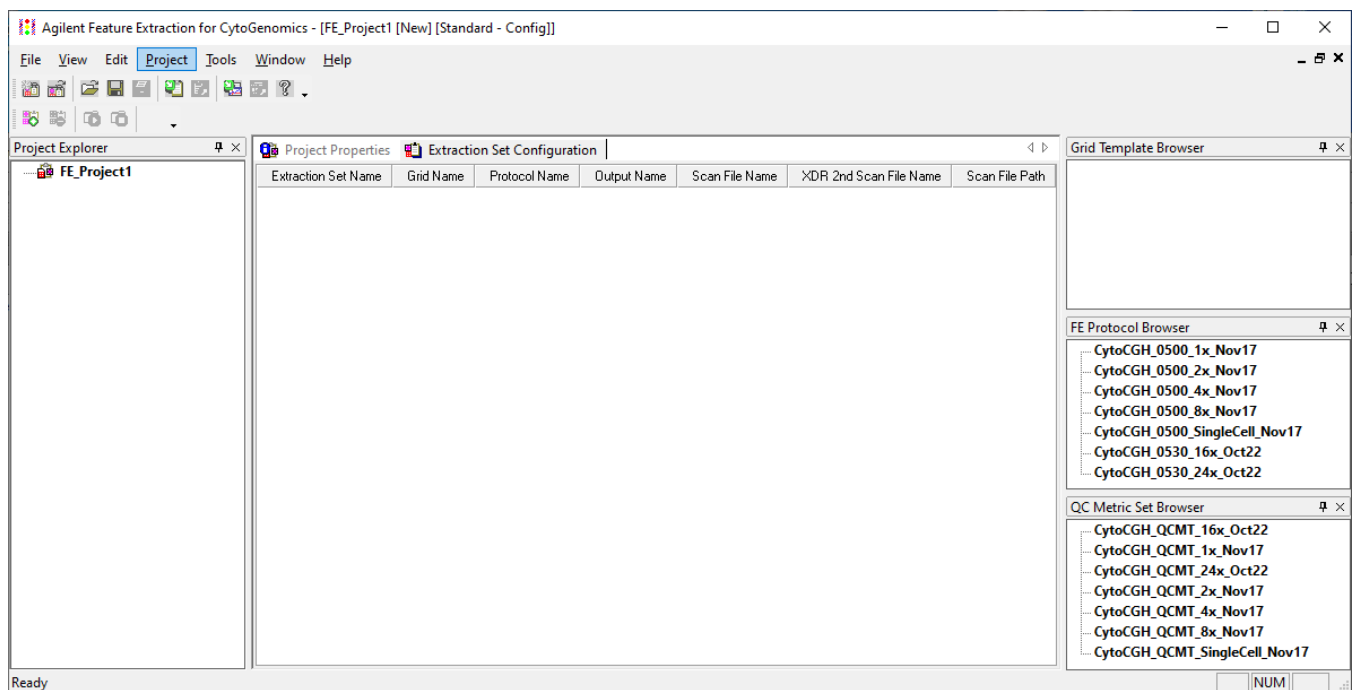 Agilent Feature Extraction for CytoGenomics - [FE_Project1 [New] [Standard - Config]]
File View Edit Project Tools Window Help
Project Explorer
FE_Project1
Project Properties Extraction Set Configuration
Extraction Set Name Grid Name Protocol Name Output Name Scan File Name XDR 2nd Scan File Name Scan File Path
Grid Template Browser
FE Protocol Browser
CytoCGH_0500_1x_Nov17
CytoCGH_0500_2x_Nov17
CytoCGH_0500_4x_Nov17
CytoCGH_0500_8x_Nov17
CytoCGH_0500_SingleCell_Nov17
CytoCGH_0530_16x_Oct22
CytoCGH_0530_24x_Oct22
QC Metric Set Browser
CytoCGH_QCMT_16x_Oct22
CytoCGH_QCMT_1x_Nov17
CytoCGH_QCMT_24x_Oct22
CytoCGH_QCMT_2x_Nov17
CytoCGH_QCMT_4x_Nov17
CytoCGH_QCMT_8x_Nov17
CytoCGH_QCMT_SingleCell_Nov17
Ready NUM